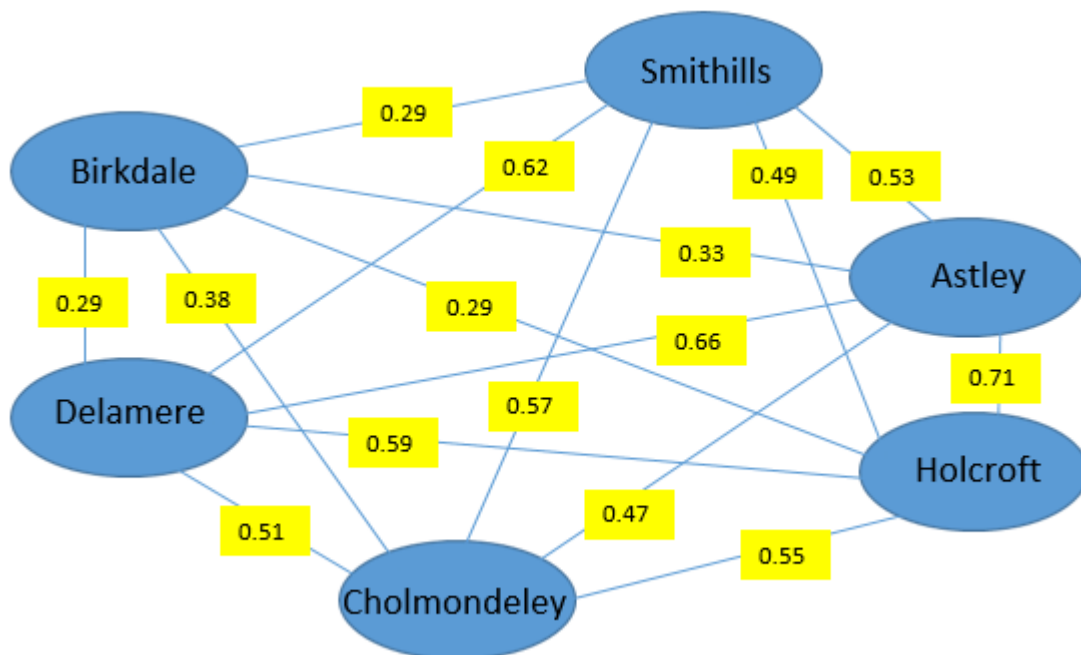 Smithills
0.29
Birkdale
0.62
0.49
0.53
0.33
Astley
0.38
0.29
0.29
0.66
0.71
Delamere
0.57
0.59
Holcroft
0.47
0.51
0.55
Cholmondeley